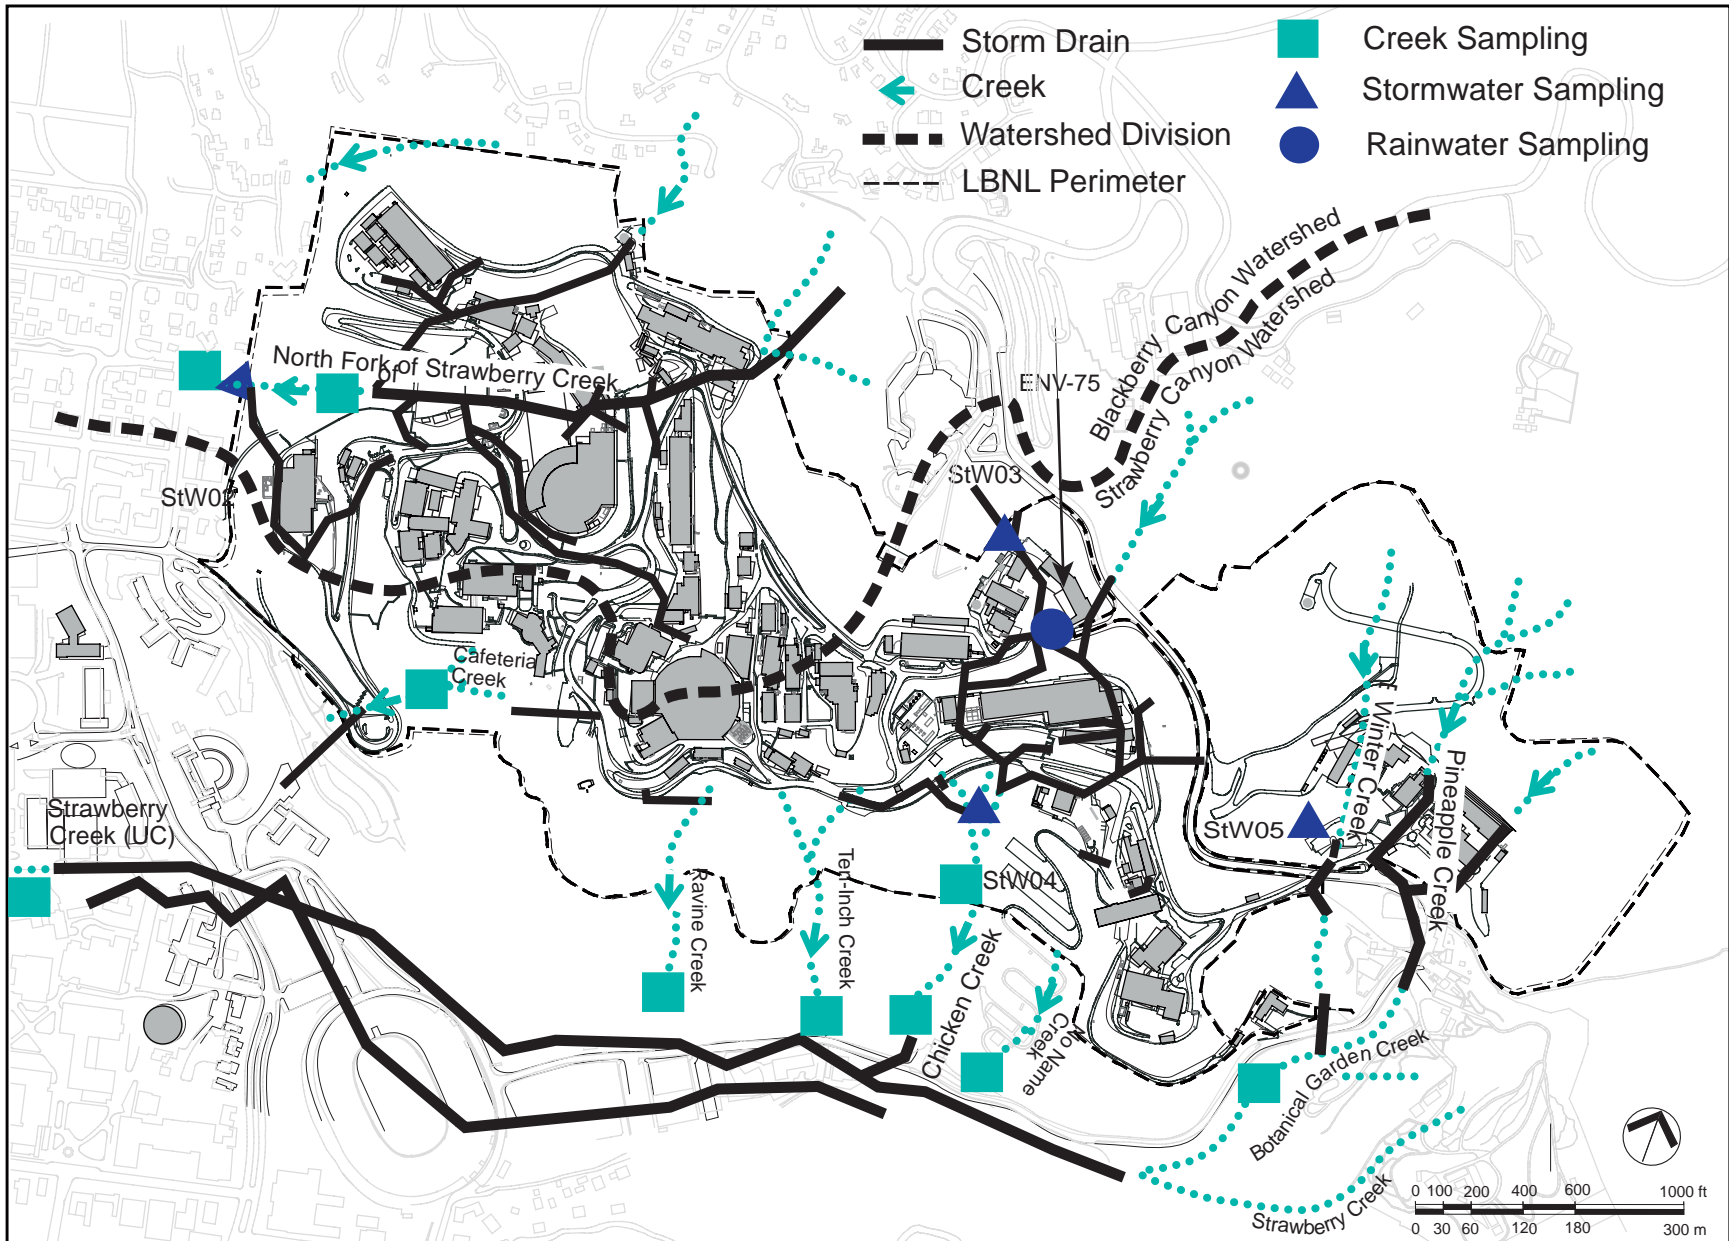 Storm Drain
Creek
Watershed Division
LBNL Perimeter
Creek Sampling
Stormwater Sampling
Rainwater Sampling
Blackberry Canyon Watershed
Strawberry Canyon Watershed
North Fork of Strawberry Creek
of
ENV-75
StW03
StW02
Cafeteria
Creek
Winter Creek
Pineapple Creek
StW05
Strawberry
Creek (UC)
Ravine Creek
Ten-Inch Creek
StW04
Chicken Creek
No Name
Creek
Botanical Garden Creek
Strawberry Creek
0 100 200 400 600 1000 ft
0 30 60 120 180 300 m